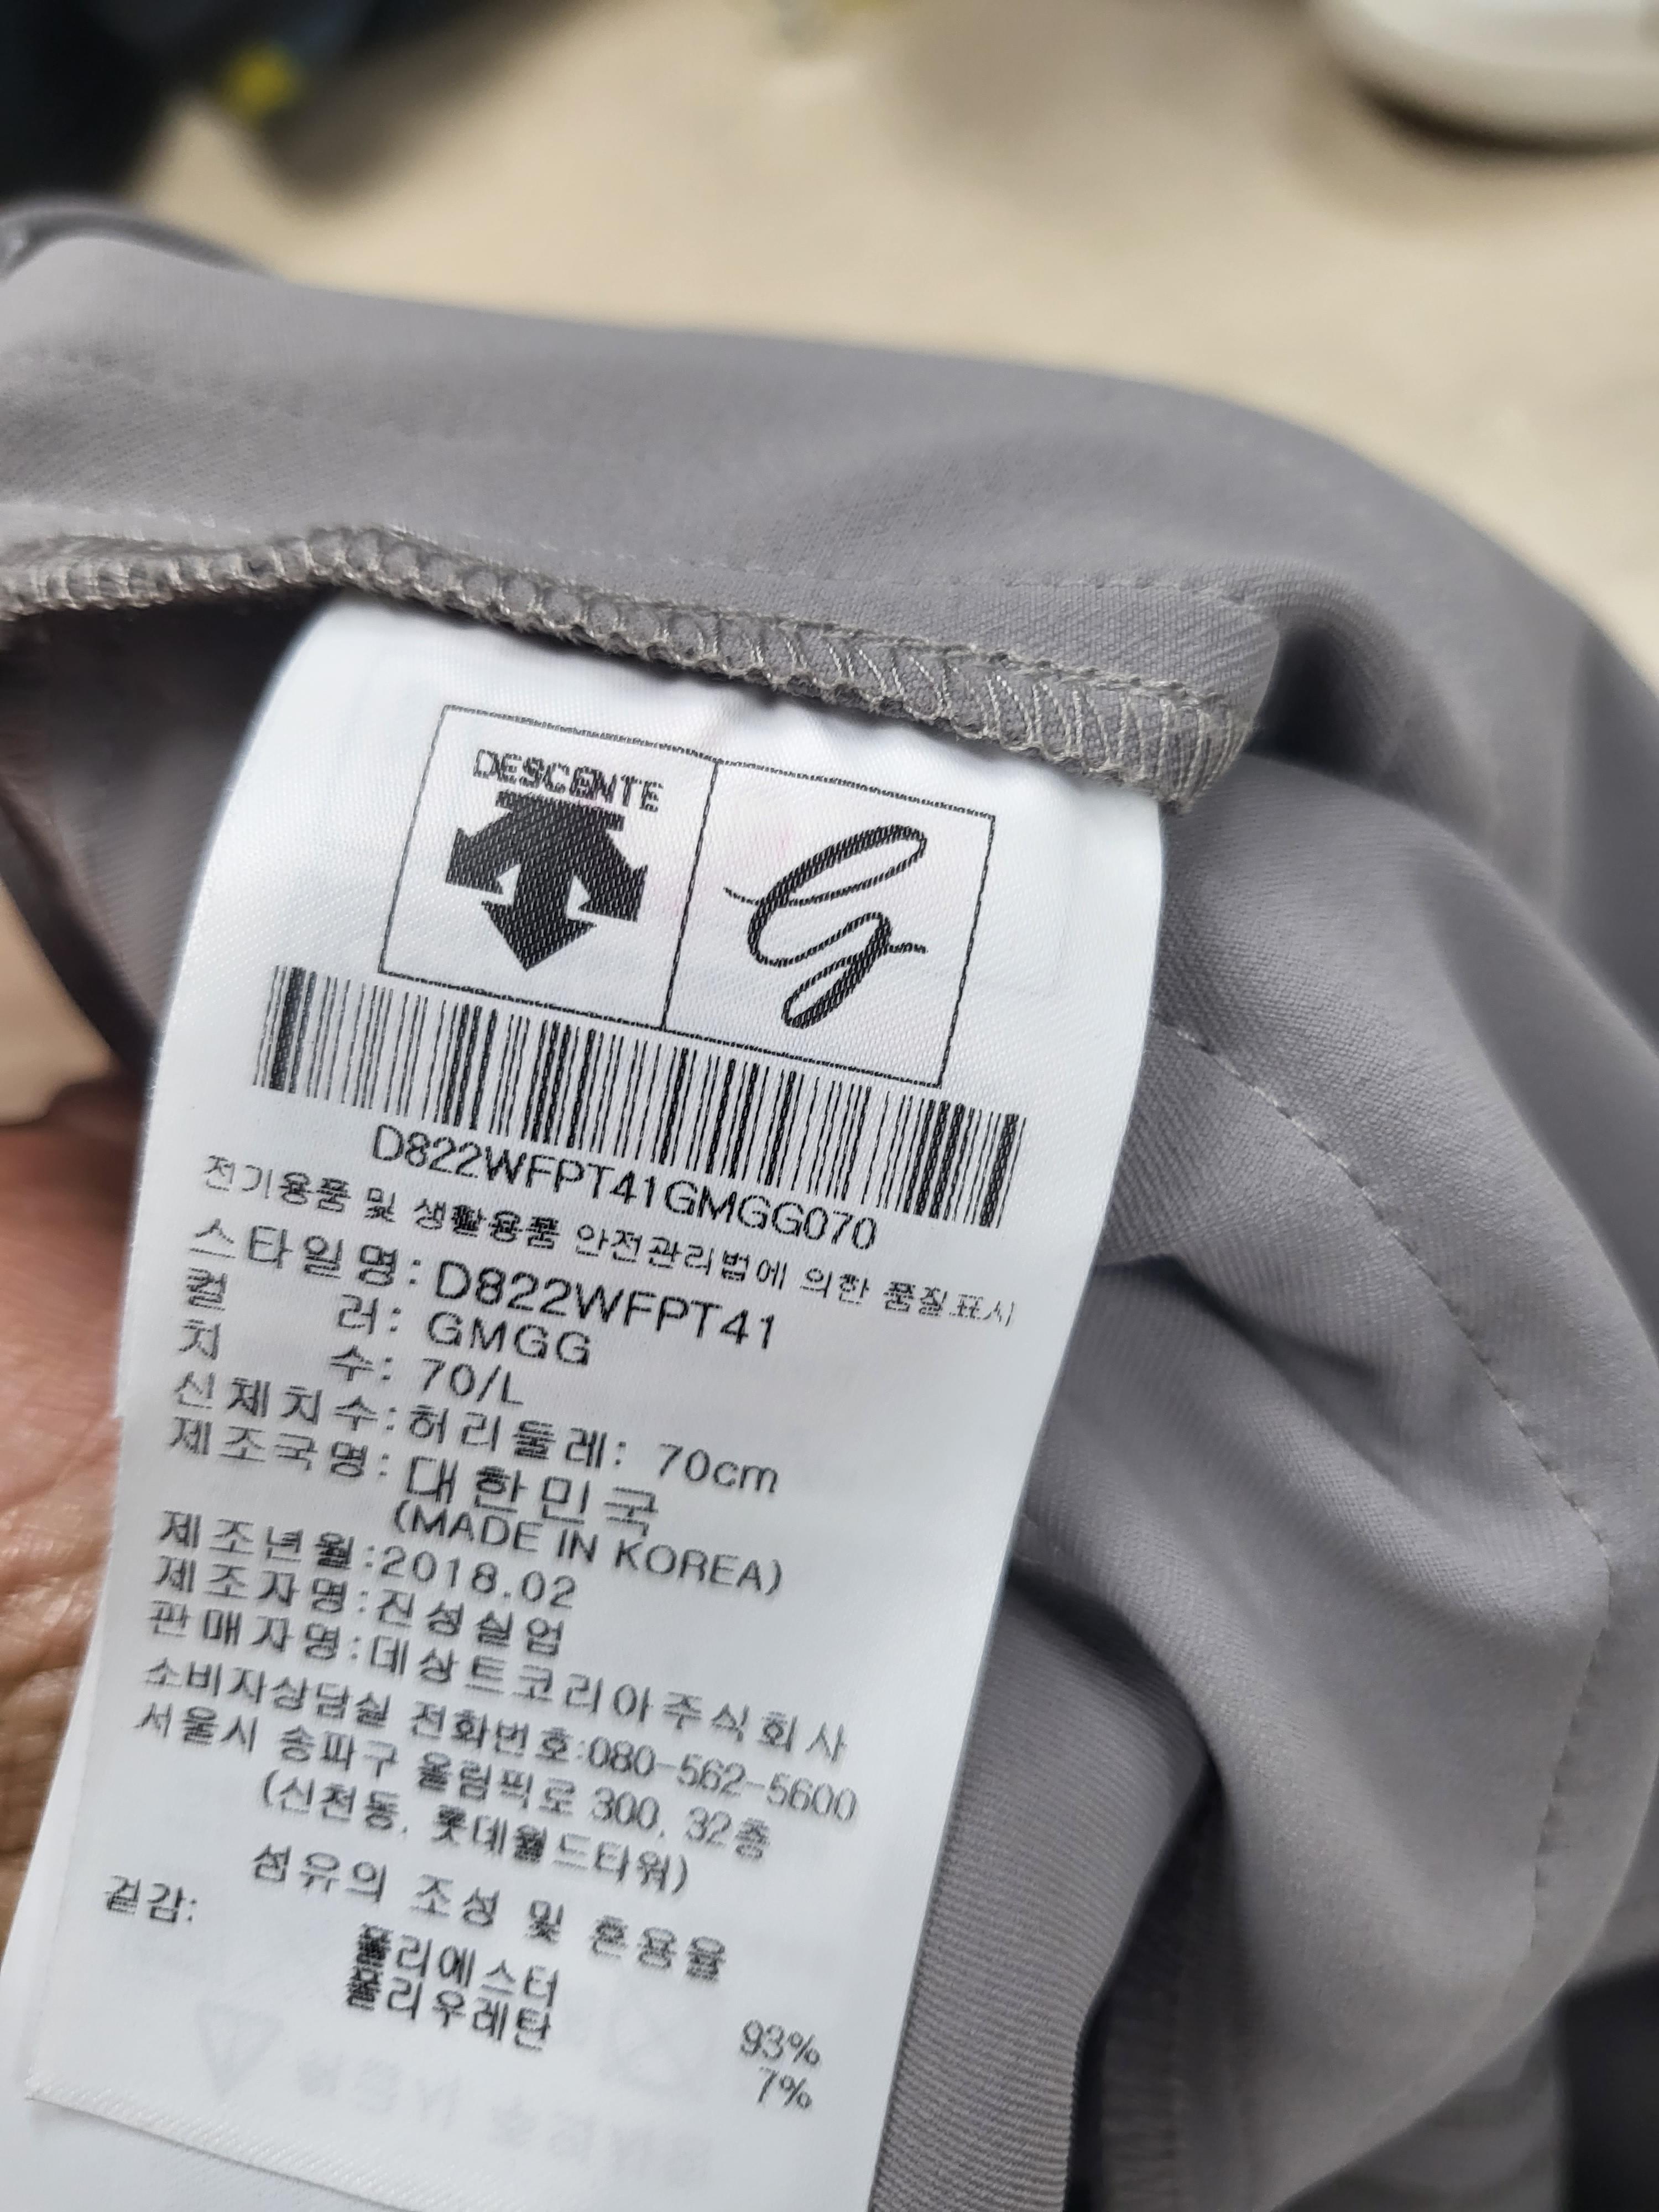 DESCENTE
D822WFPT41GMGG070
전기용품 및 생활용품 안전관리법에 의한 품질표시
스타일명: D822WFPT41
컬 러: GMGG
치 수: 70/L
신체치수: 허리둘레: 70cm
제조국명: 대한민국
(MADE IN KOREA)
제조년월:2018.02
제조자명:진성실업
판매자명:데상트코리아주식회사
소비자상담실 전화번호:080-562-5600
서울시 송파구 올림픽로 300, 32층
(신천동, 롯데월드타워)
섬유의 조성 및 혼용율
겉감:
폴리에스터 93%
폴리우레탄 7%